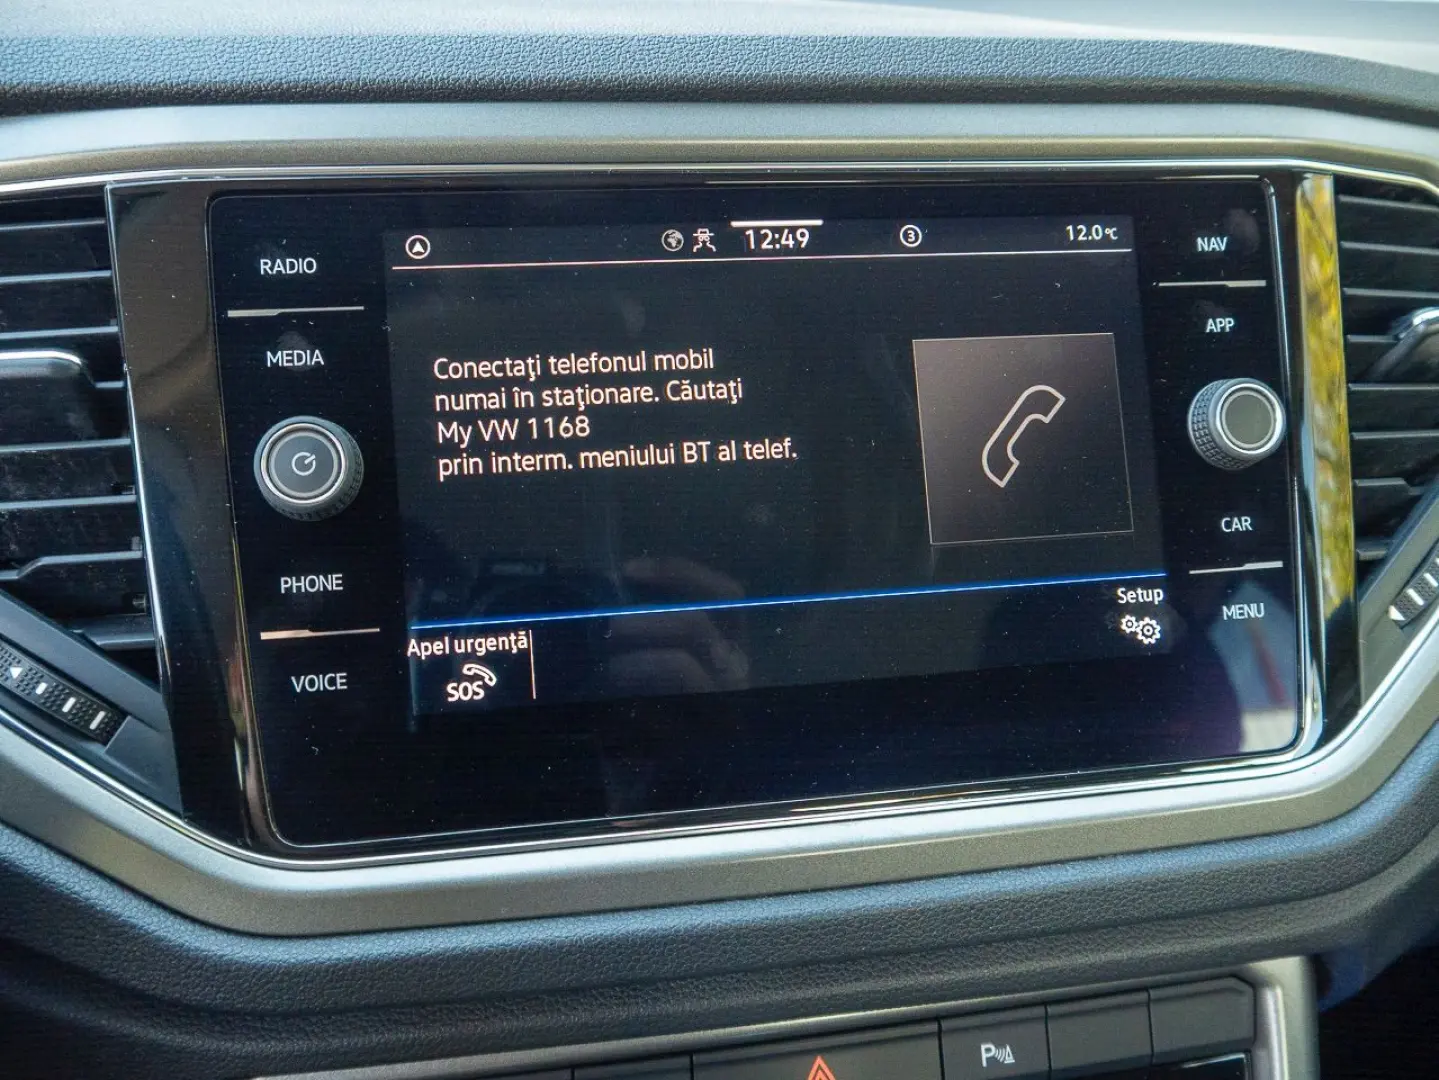 RADIO
MEDIA
PHONE
VOICE
12:49
3
12.0°C
Conectaţi telefonul mobil
numai în staţionare. Căutaţi
My VW 1168
prin interm. meniului BT al telef.
Apel urgenţă
SOS
Setup
NAV
APP
CAR
MENU
P